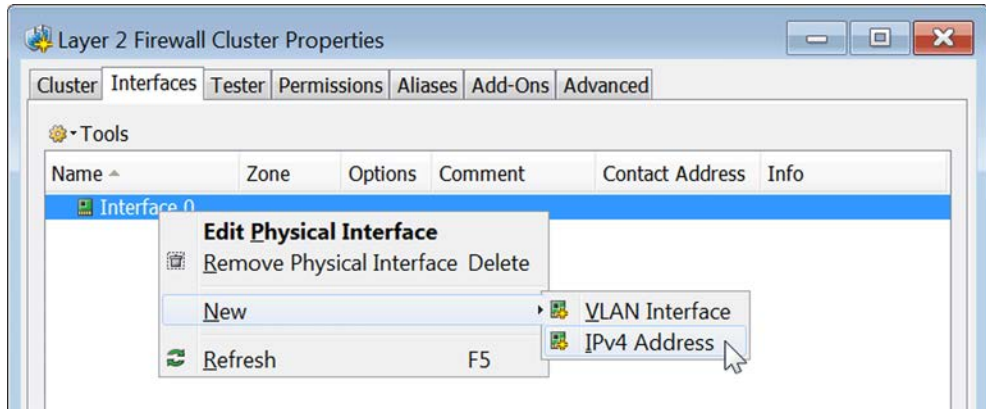 Layer 2 Firewall Cluster Properties
Cluster Interfaces Tester Permissions Aliases Add-Ons Advanced
Tools
Name Zone Options Comment Contact Address Info
Interface 0
Edit Physical Interface
Remove Physical Interface Delete
New
VLAN Interface
IPv4 Address
Refresh F5